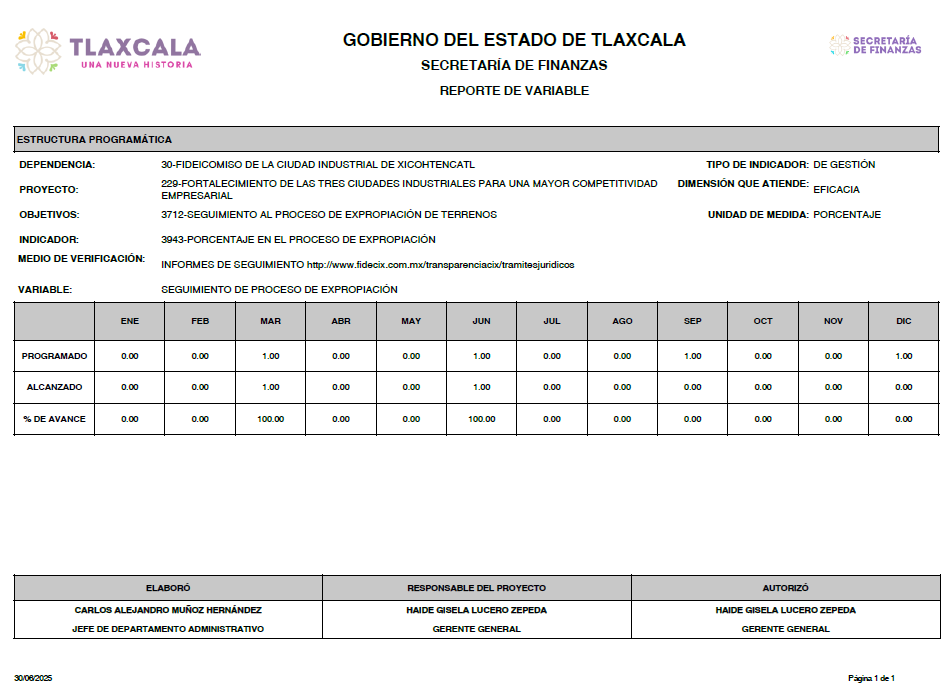 TLAXCALA
UNA NUEVA HISTORIA
GOBIERNO DEL ESTADO DE TLAXCALA
SECRETARÍA DE FINANZAS
REPORTE DE VARIABLE
SECRETARÍA
DE FINANZAS
ESTRUCTURA PROGRAMÁTICA
DEPENDENCIA: 30-FIDEICOMISO DE LA CIUDAD INDUSTRIAL DE XICOHTENCATL TIPO DE INDICADOR: DE GESTIÓN
PROYECTO: 229-FORTALECIMIENTO DE LAS TRES CIUDADES INDUSTRIALES PARA UNA MAYOR COMPETITIVIDAD
EMPRESARIAL DIMENSIÓN QUE ATIENDE: EFICACIA
OBJETIVOS: 3712-SEGUIMIENTO AL PROCESO DE EXPROPIACIÓN DE TERRENOS UNIDAD DE MEDIDA: PORCENTAJE
INDICADOR: 3943-PORCENTAJE EN EL PROCESO DE EXPROPIACIÓN
MEDIO DE VERIFICACIÓN: INFORMES DE SEGUIMIENTO http://www.fidecix.com.mx/transparenciacix/tramitesjuridicos
VARIABLE: SEGUIMIENTO DE PROCESO DE EXPROPIACIÓN
ENE FEB MAR ABR MAY JUN JUL AGO SEP OCT NOV DIC
PROGRAMADO 0.00 0.00 1.00 0.00 0.00 1.00 0.00 0.00 1.00 0.00 0.00 1.00
ALCANZADO 0.00 0.00 1.00 0.00 0.00 1.00 0.00 0.00 0.00 0.00 0.00 0.00
% DE AVANCE 0.00 0.00 100.00 0.00 0.00 100.00 0.00 0.00 0.00 0.00 0.00 0.00
ELABORÓ RESPONSABLE DEL PROYECTO AUTORIZÓ
CARLOS ALEJANDRO MUÑOZ HERNÁNDEZ HAIDE GISELA LUCERO ZEPEDA HAIDE GISELA LUCERO ZEPEDA
JEFE DE DEPARTAMENTO ADMINISTRATIVO GERENTE GENERAL GERENTE GENERAL
30/06/2025 Página 1 de 1